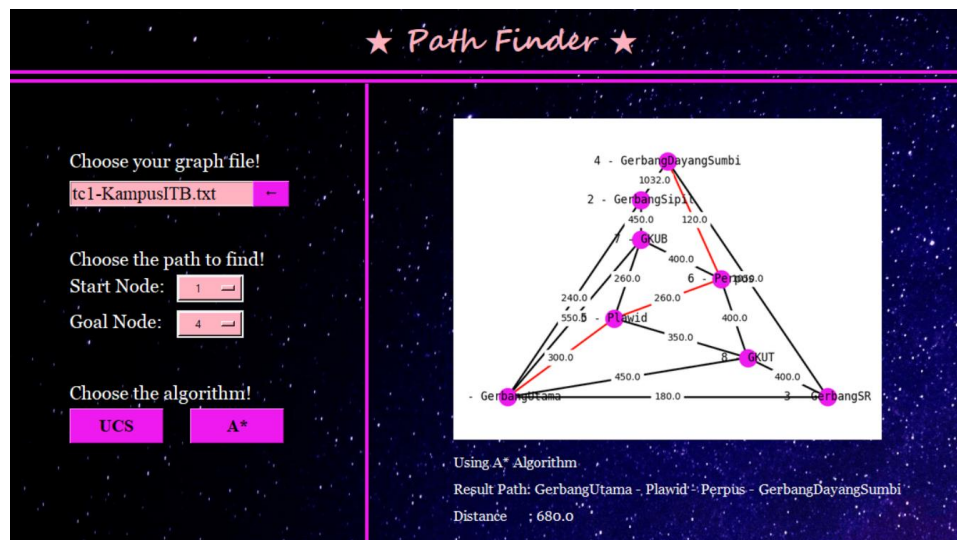 ★ Path Finder ★
Choose your graph file!
tc1-KampusITB.txt ←
Choose the path to find!
Start Node: 1
Goal Node: 4
Choose the algorithm!
UCS A*
4 - GerbangDayangSumbi
1032.0
2 - GerbangSipil
450.0 120.0
7 - GKUB
400.0
260.0 6 - Perpus
240.0 260.0
5 - Plawid
400.0
350.0
300.0 8 - GKUT
450.0 400.0
- GerbangUtama 180.0 3 - GerbangSR
Using A* Algorithm
Result Path: GerbangUtama - Plawid - Perpus - GerbangDayangSumbi
Distance : 680.0